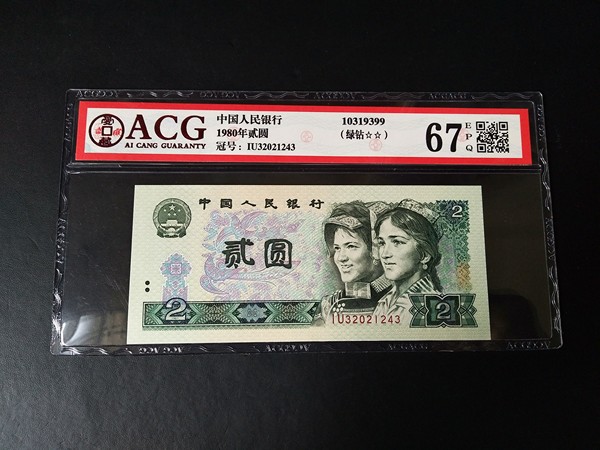 ACG
AI CANG GUARANTY
中国人民银行
1980年贰圆
冠号：IU32021243
10319399
（绿钻☆☆）
67
E
P
Q
中国人民银行
贰圆
2
2
2
IU32021243